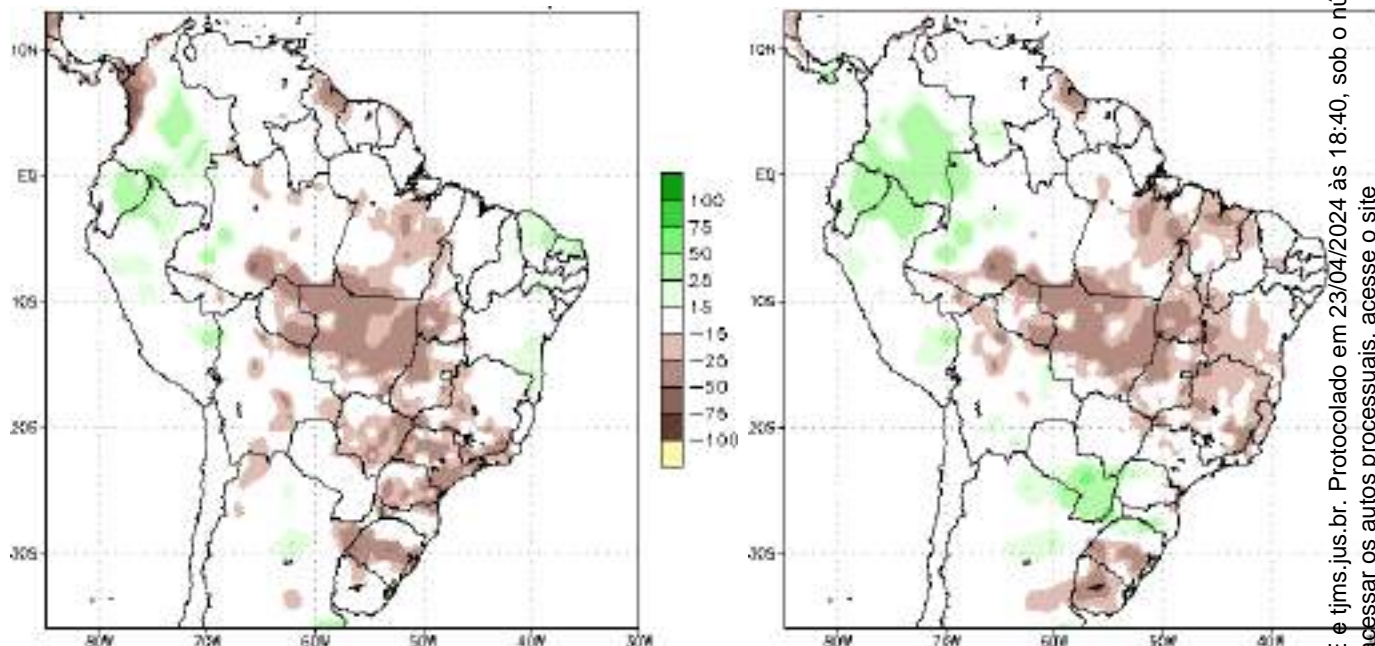 10N
EQ
10S
20S
30S
80W 70W 60W 50W 40W 30W
100
75
50
25
15
-15
-25
-50
-75
-100
10N
EQ
10S
20S
30S
80W 70W 60W 50W 40W
e tjms.jus.br. Protocolado em 23/04/2024 às 18:40, sob o
os autos processuais, acesse o site